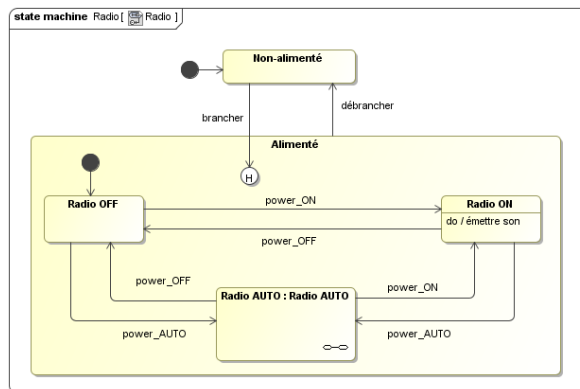 state machine Radio [ Radio ]
Non-alimenté
brancher
débrancher
Alimenté
H
Radio OFF
power_ON
Radio ON
do / émettre son
power_OFF
power_OFF
Radio AUTO : Radio AUTO
power_ON
power_AUTO
power_AUTO